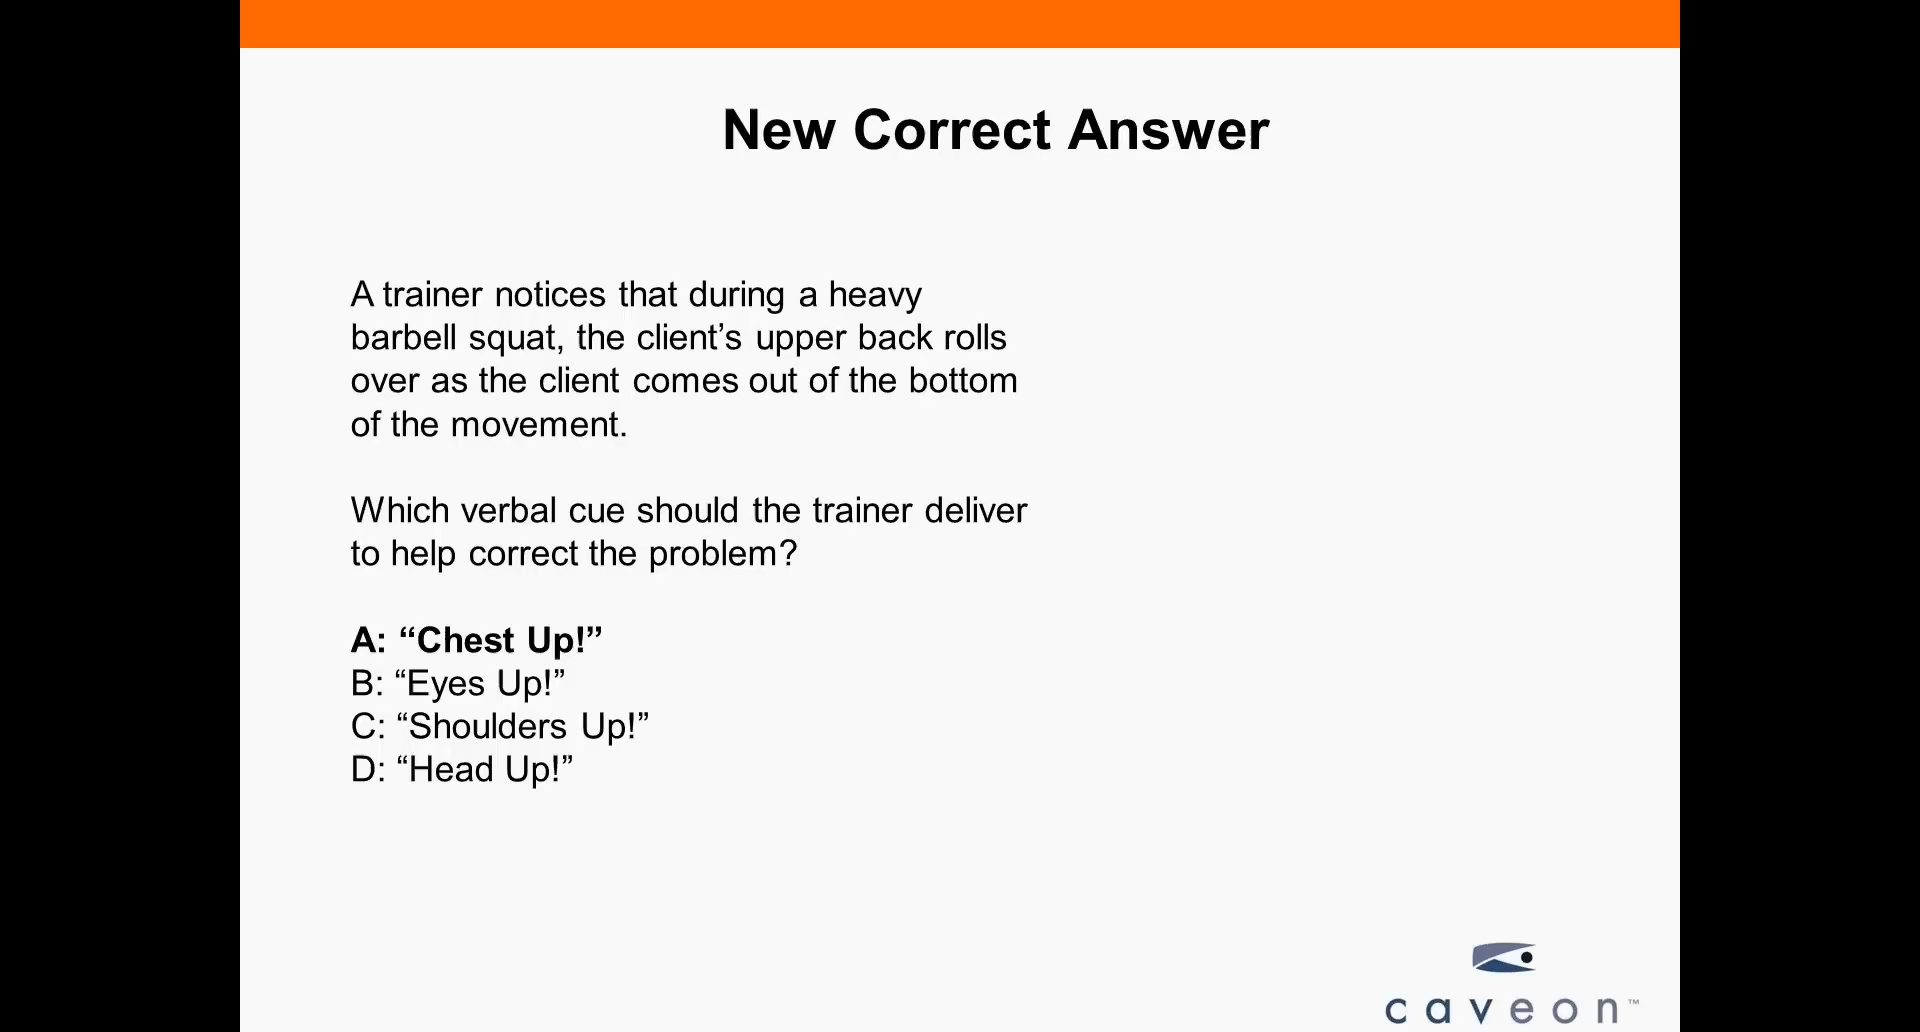 New Correct Answer
A trainer notices that during a heavy
barbell squat, the client’s upper back rolls
over as the client comes out of the bottom
of the movement.
Which verbal cue should the trainer deliver
to help correct the problem?
A: “Chest Up!”
B: “Eyes Up!”
C: “Shoulders Up!”
D: “Head Up!”
caveon™